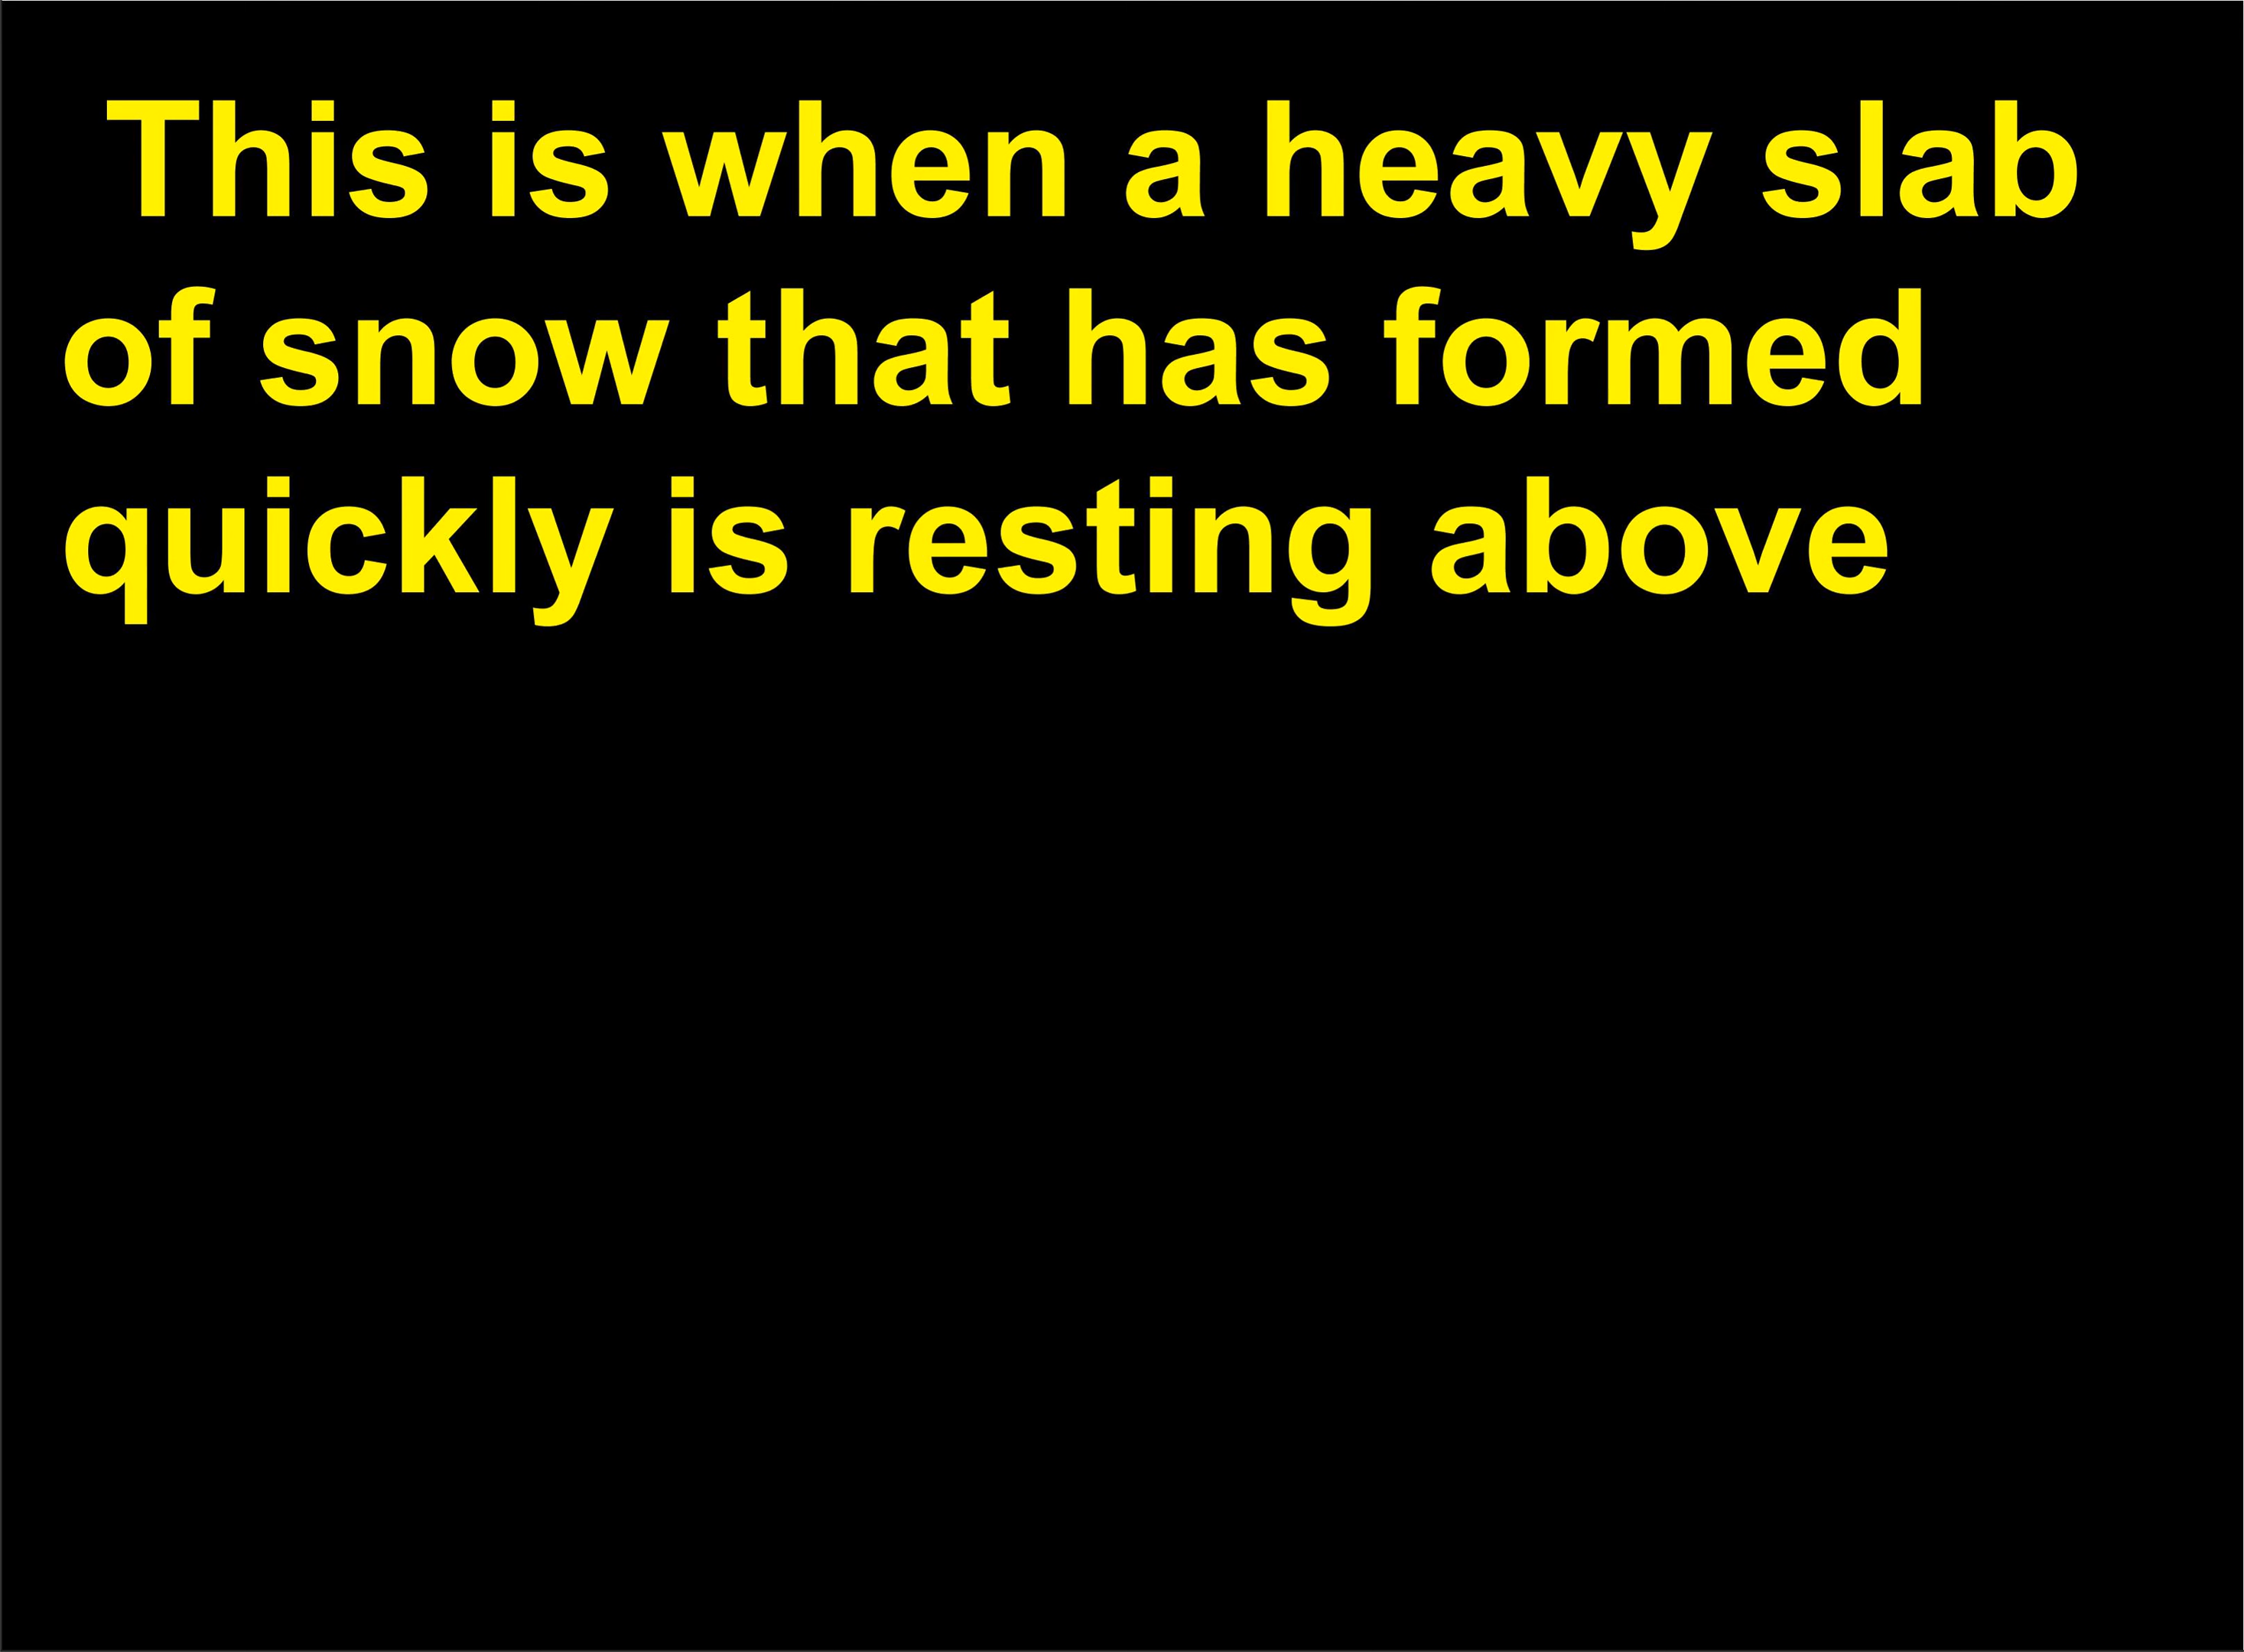 This is when a heavy slab
of snow that has formed
quickly is resting above